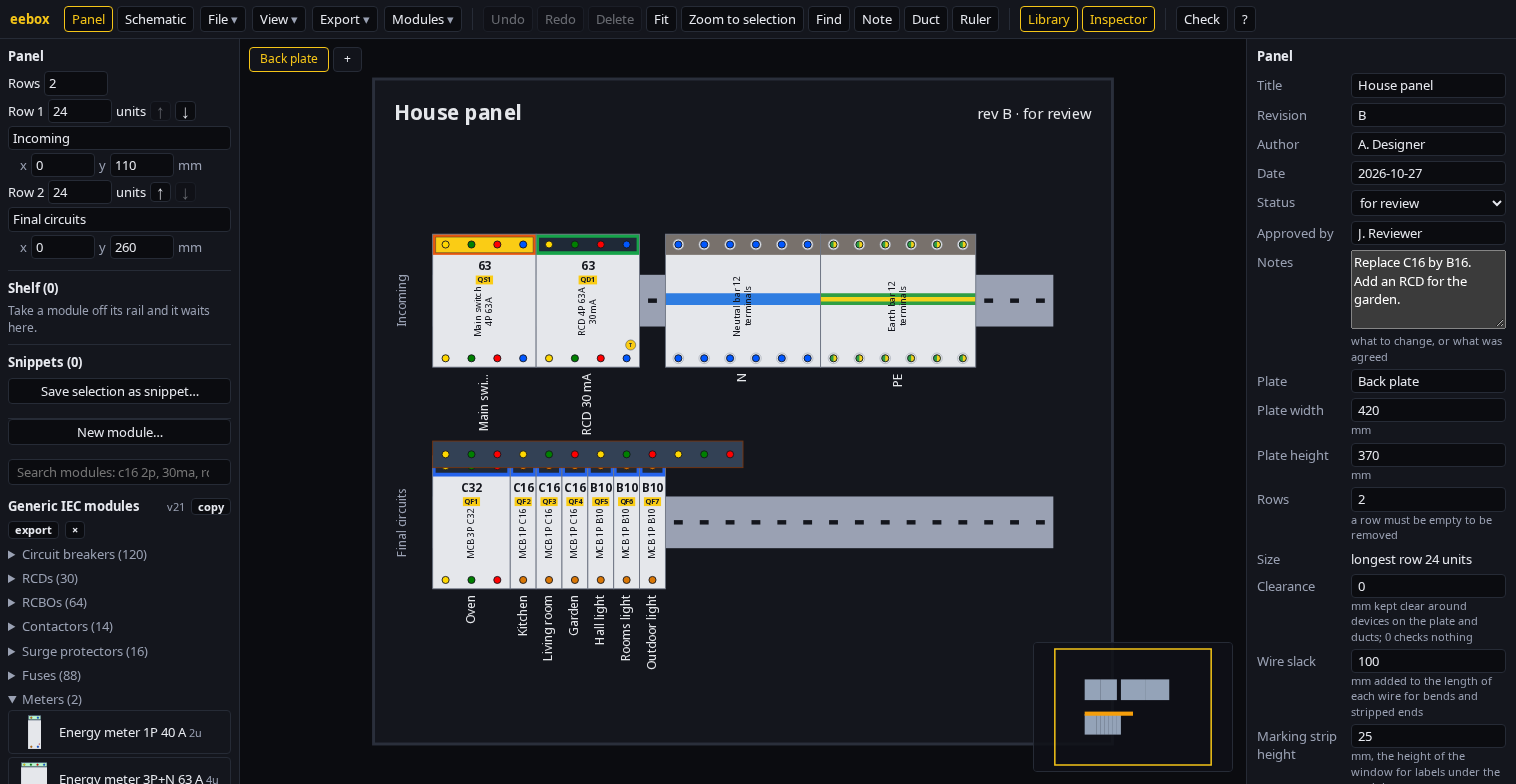 eebox Panel Schematic File ▾ View ▾ Export ▾ Modules ▾ Undo Redo Delete Fit Zoom to selection Find Note Duct Ruler Library Inspector Check ?
Panel
Rows 2
Row 1 24 units ↑ ↓
Incoming
x 0 y 110 mm
Row 2 24 units ↑ ↓
Final circuits
x 0 y 260 mm
Shelf (0)
Take a module off its rail and it waits
here.
Snippets (0)
Save selection as snippet...
New module...
Search modules: c16 2p, 30ma, rc
Generic IEC modules v21 copy
export ×
Circuit breakers (120)
RCDs (30)
RCBOs (64)
Contactors (14)
Surge protectors (16)
Fuses (88)
Meters (2)
Energy meter 1P 40 A 2u
Energy meter 3P+N 63 A 4u
Back plate +
House panel
rev B · for review
Incoming
63
QS1
Main switch
4P 63A
63
QD1
RCD 4P 63A
30mA
T
Neutral bar 12
terminals
Earth bar 12
terminals
Main swi...
RCD 30 mA
N
PE
Final circuits
C32 C16 C16 C16 B10 B10 B10
QF1 QF2 QF3 QF4 QF5 QF6 QF7
MCB 3P C32
MCB 1P C16
MCB 1P C16
MCB 1P C16
MCB 1P B10
MCB 1P B10
MCB 1P B10
Oven
Kitchen
Living room
Garden
Hall light
Rooms light
Outdoor light
Panel
Title House panel
Revision B
Author A. Designer
Date 2026-10-27
Status for review
Approved by J. Reviewer
Notes Replace C16 by B16.
Add an RCD for the
garden.
what to change, or what was
agreed
Plate Back plate
Plate width 420
mm
Plate height 370
mm
Rows 2
a row must be empty to be
removed
Size longest row 24 units
Clearance 0
mm kept clear around
devices on the plate and
ducts; 0 checks nothing
Wire slack 100
mm added to the length of
each wire for bends and
stripped ends
Marking strip
height 25
mm, the height of the
window for labels under the